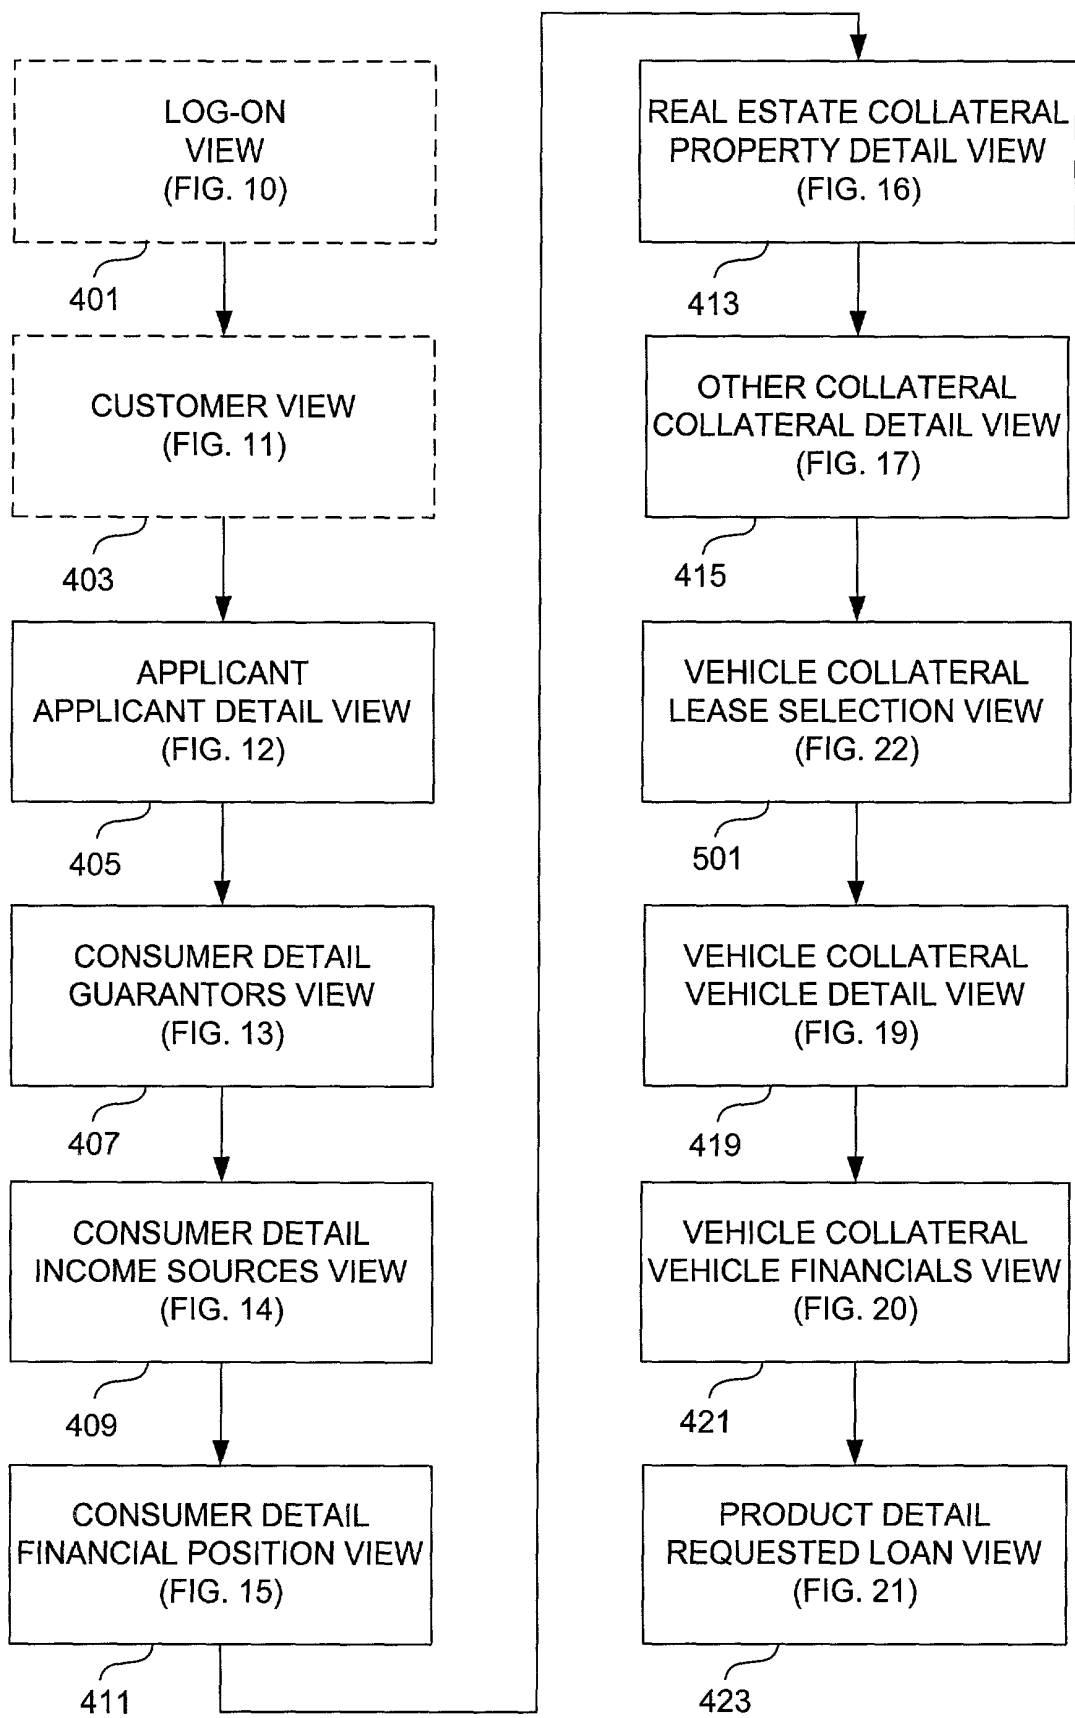 LOG-ON
VIEW
(FIG. 10)
401
CUSTOMER VIEW
(FIG. 11)
403
APPLICANT
APPLICANT DETAIL VIEW
(FIG. 12)
405
CONSUMER DETAIL
GUARANTORS VIEW
(FIG. 13)
407
CONSUMER DETAIL
INCOME SOURCES VIEW
(FIG. 14)
409
CONSUMER DETAIL
FINANCIAL POSITION VIEW
(FIG. 15)
411
REAL ESTATE COLLATERAL
PROPERTY DETAIL VIEW
(FIG. 16)
413
OTHER COLLATERAL
COLLATERAL DETAIL VIEW
(FIG. 17)
415
VEHICLE COLLATERAL
LEASE SELECTION VIEW
(FIG. 22)
501
VEHICLE COLLATERAL
VEHICLE DETAIL VIEW
(FIG. 19)
419
VEHICLE COLLATERAL
VEHICLE FINANCIALS VIEW
(FIG. 20)
421
PRODUCT DETAIL
REQUESTED LOAN VIEW
(FIG. 21)
423